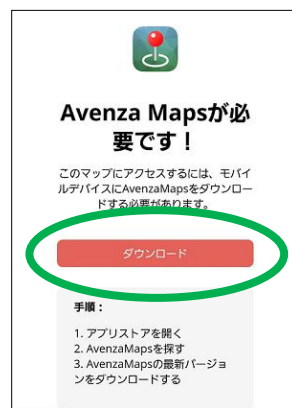 Avenza Mapsが必
要です！
このマップにアクセスするには、モバイ
ルデバイスにAvenzaMapsをダウンロー
ドする必要があります。
ダウンロード
手順：
1. アプリストアを開く
2. AvenzaMapsを探す
3. AvenzaMapsの最新バージョ
ンをダウンロードする